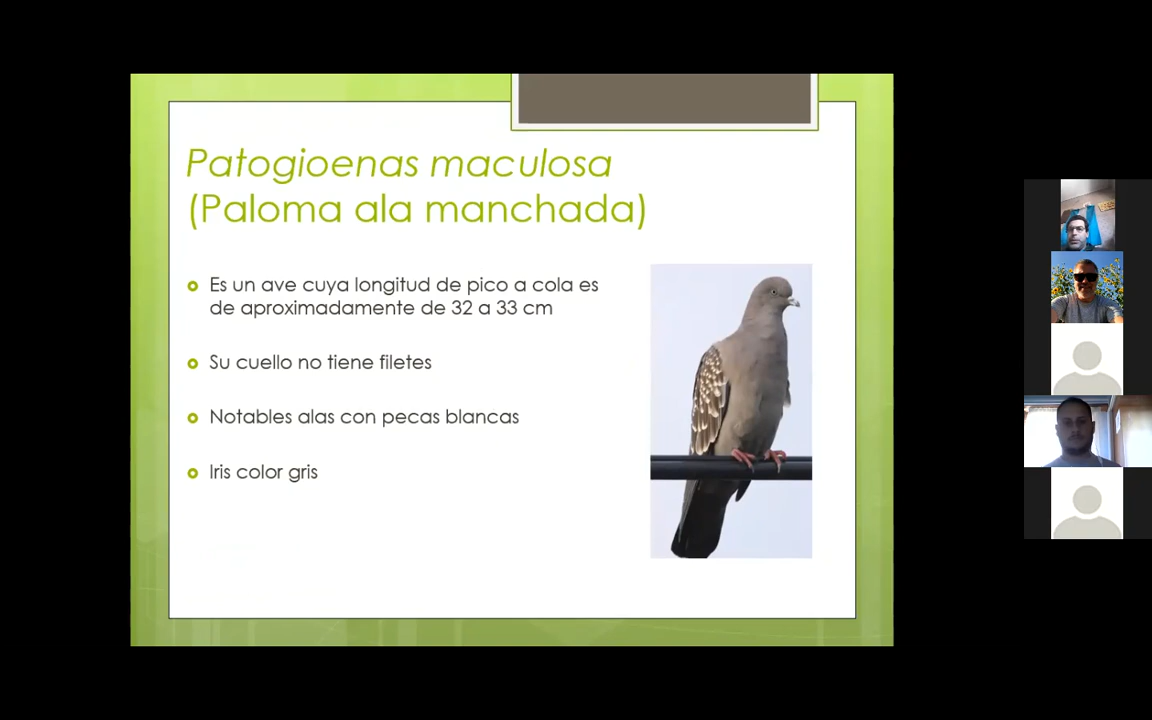 Patogioenas maculosa
(Paloma ala manchada)
Es un ave cuya longitud de pico a cola es
de aproximadamente de 32 a 33 cm
Su cuello no tiene filetes
Notables alas con pecas blancas
Iris color gris